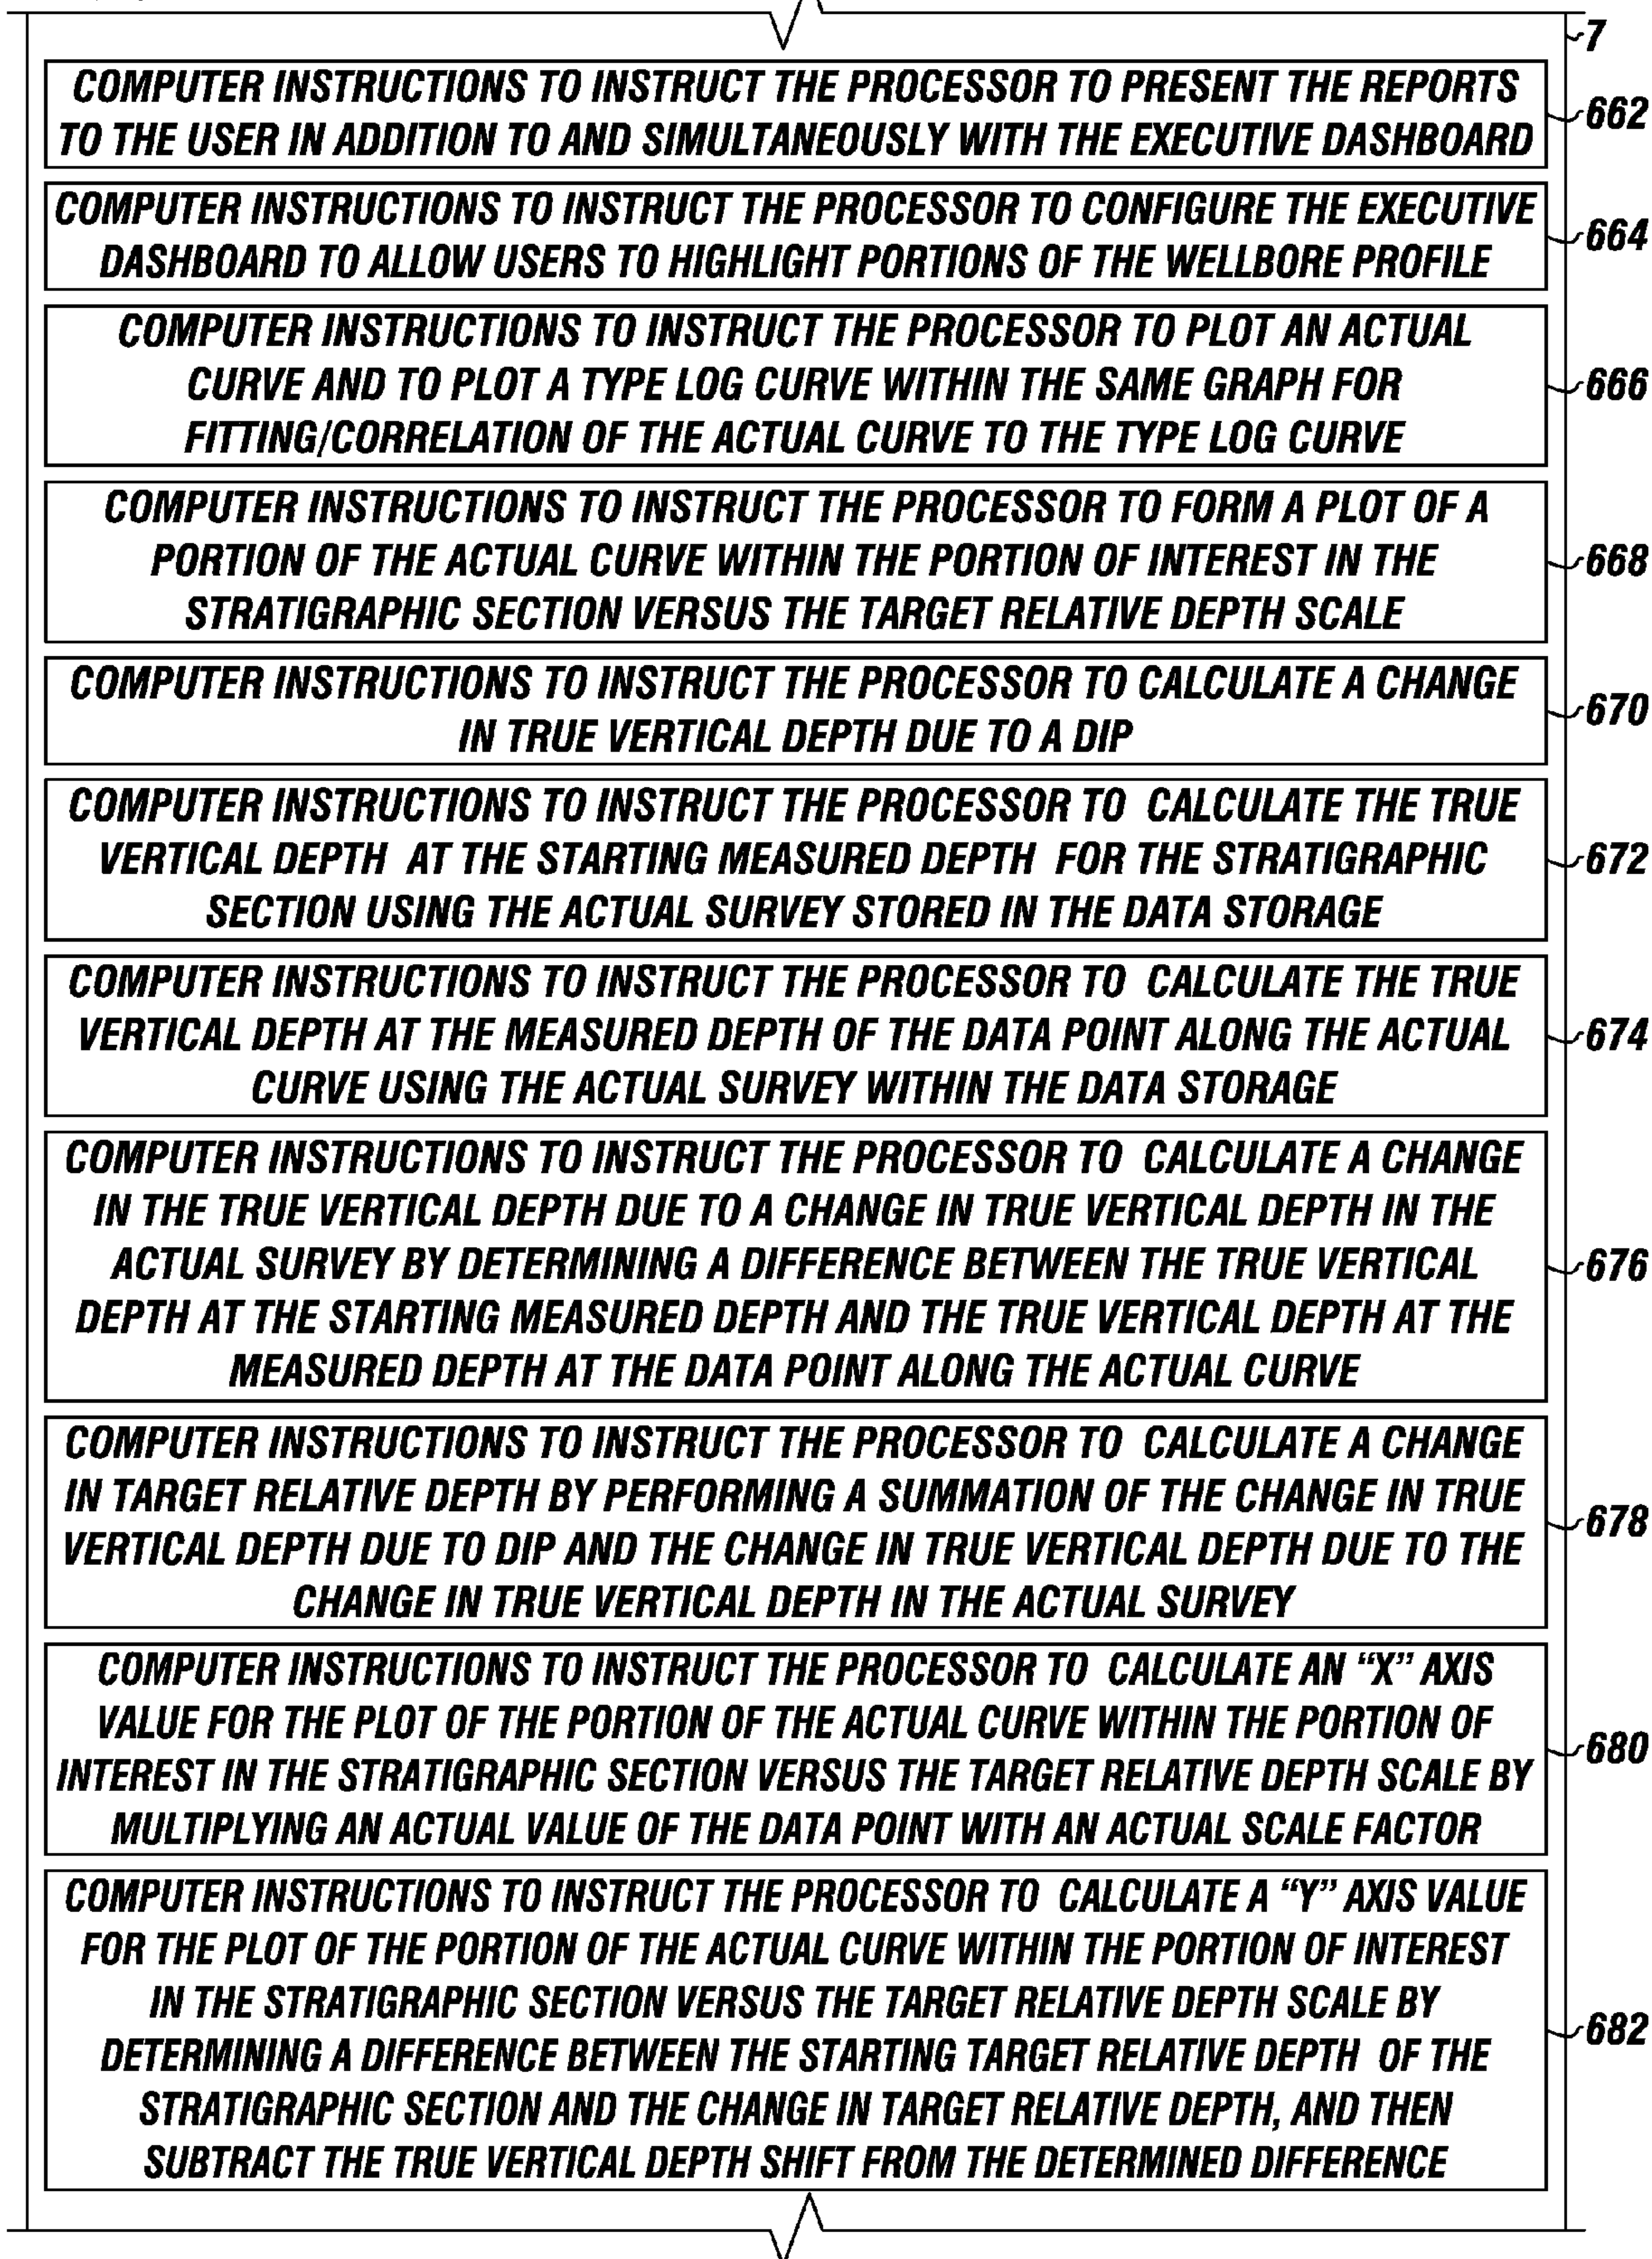 7
COMPUTER INSTRUCTIONS TO INSTRUCT THE PROCESSOR TO PRESENT THE REPORTS
TO THE USER IN ADDITION TO AND SIMULTANEOUSLY WITH THE EXECUTIVE DASHBOARD
662
COMPUTER INSTRUCTIONS TO INSTRUCT THE PROCESSOR TO CONFIGURE THE EXECUTIVE
DASHBOARD TO ALLOW USERS TO HIGHLIGHT PORTIONS OF THE WELLBORE PROFILE
664
COMPUTER INSTRUCTIONS TO INSTRUCT THE PROCESSOR TO PLOT AN ACTUAL
CURVE AND TO PLOT A TYPE LOG CURVE WITHIN THE SAME GRAPH FOR
FITTING/CORRELATION OF THE ACTUAL CURVE TO THE TYPE LOG CURVE
666
COMPUTER INSTRUCTIONS TO INSTRUCT THE PROCESSOR TO FORM A PLOT OF A
PORTION OF THE ACTUAL CURVE WITHIN THE PORTION OF INTEREST IN THE
STRATIGRAPHIC SECTION VERSUS THE TARGET RELATIVE DEPTH SCALE
668
COMPUTER INSTRUCTIONS TO INSTRUCT THE PROCESSOR TO CALCULATE A CHANGE
IN TRUE VERTICAL DEPTH DUE TO A DIP
670
COMPUTER INSTRUCTIONS TO INSTRUCT THE PROCESSOR TO CALCULATE THE TRUE
VERTICAL DEPTH AT THE STARTING MEASURED DEPTH FOR THE STRATIGRAPHIC
SECTION USING THE ACTUAL SURVEY STORED IN THE DATA STORAGE
672
COMPUTER INSTRUCTIONS TO INSTRUCT THE PROCESSOR TO CALCULATE THE TRUE
VERTICAL DEPTH AT THE MEASURED DEPTH OF THE DATA POINT ALONG THE ACTUAL
CURVE USING THE ACTUAL SURVEY WITHIN THE DATA STORAGE
674
COMPUTER INSTRUCTIONS TO INSTRUCT THE PROCESSOR TO CALCULATE A CHANGE
IN THE TRUE VERTICAL DEPTH DUE TO A CHANGE IN TRUE VERTICAL DEPTH IN THE
ACTUAL SURVEY BY DETERMINING A DIFFERENCE BETWEEN THE TRUE VERTICAL
DEPTH AT THE STARTING MEASURED DEPTH AND THE TRUE VERTICAL DEPTH AT THE
MEASURED DEPTH AT THE DATA POINT ALONG THE ACTUAL CURVE
676
COMPUTER INSTRUCTIONS TO INSTRUCT THE PROCESSOR TO CALCULATE A CHANGE
IN TARGET RELATIVE DEPTH BY PERFORMING A SUMMATION OF THE CHANGE IN TRUE
VERTICAL DEPTH DUE TO DIP AND THE CHANGE IN TRUE VERTICAL DEPTH DUE TO THE
CHANGE IN TRUE VERTICAL DEPTH IN THE ACTUAL SURVEY
678
COMPUTER INSTRUCTIONS TO INSTRUCT THE PROCESSOR TO CALCULATE AN “X” AXIS
VALUE FOR THE PLOT OF THE PORTION OF THE ACTUAL CURVE WITHIN THE PORTION OF
INTEREST IN THE STRATIGRAPHIC SECTION VERSUS THE TARGET RELATIVE DEPTH SCALE BY
MULTIPLYING AN ACTUAL VALUE OF THE DATA POINT WITH AN ACTUAL SCALE FACTOR
680
COMPUTER INSTRUCTIONS TO INSTRUCT THE PROCESSOR TO CALCULATE A “Y” AXIS VALUE
FOR THE PLOT OF THE PORTION OF THE ACTUAL CURVE WITHIN THE PORTION OF INTEREST
IN THE STRATIGRAPHIC SECTION VERSUS THE TARGET RELATIVE DEPTH SCALE BY
DETERMINING A DIFFERENCE BETWEEN THE STARTING TARGET RELATIVE DEPTH OF THE
STRATIGRAPHIC SECTION AND THE CHANGE IN TARGET RELATIVE DEPTH, AND THEN
SUBTRACT THE TRUE VERTICAL DEPTH SHIFT FROM THE DETERMINED DIFFERENCE
682